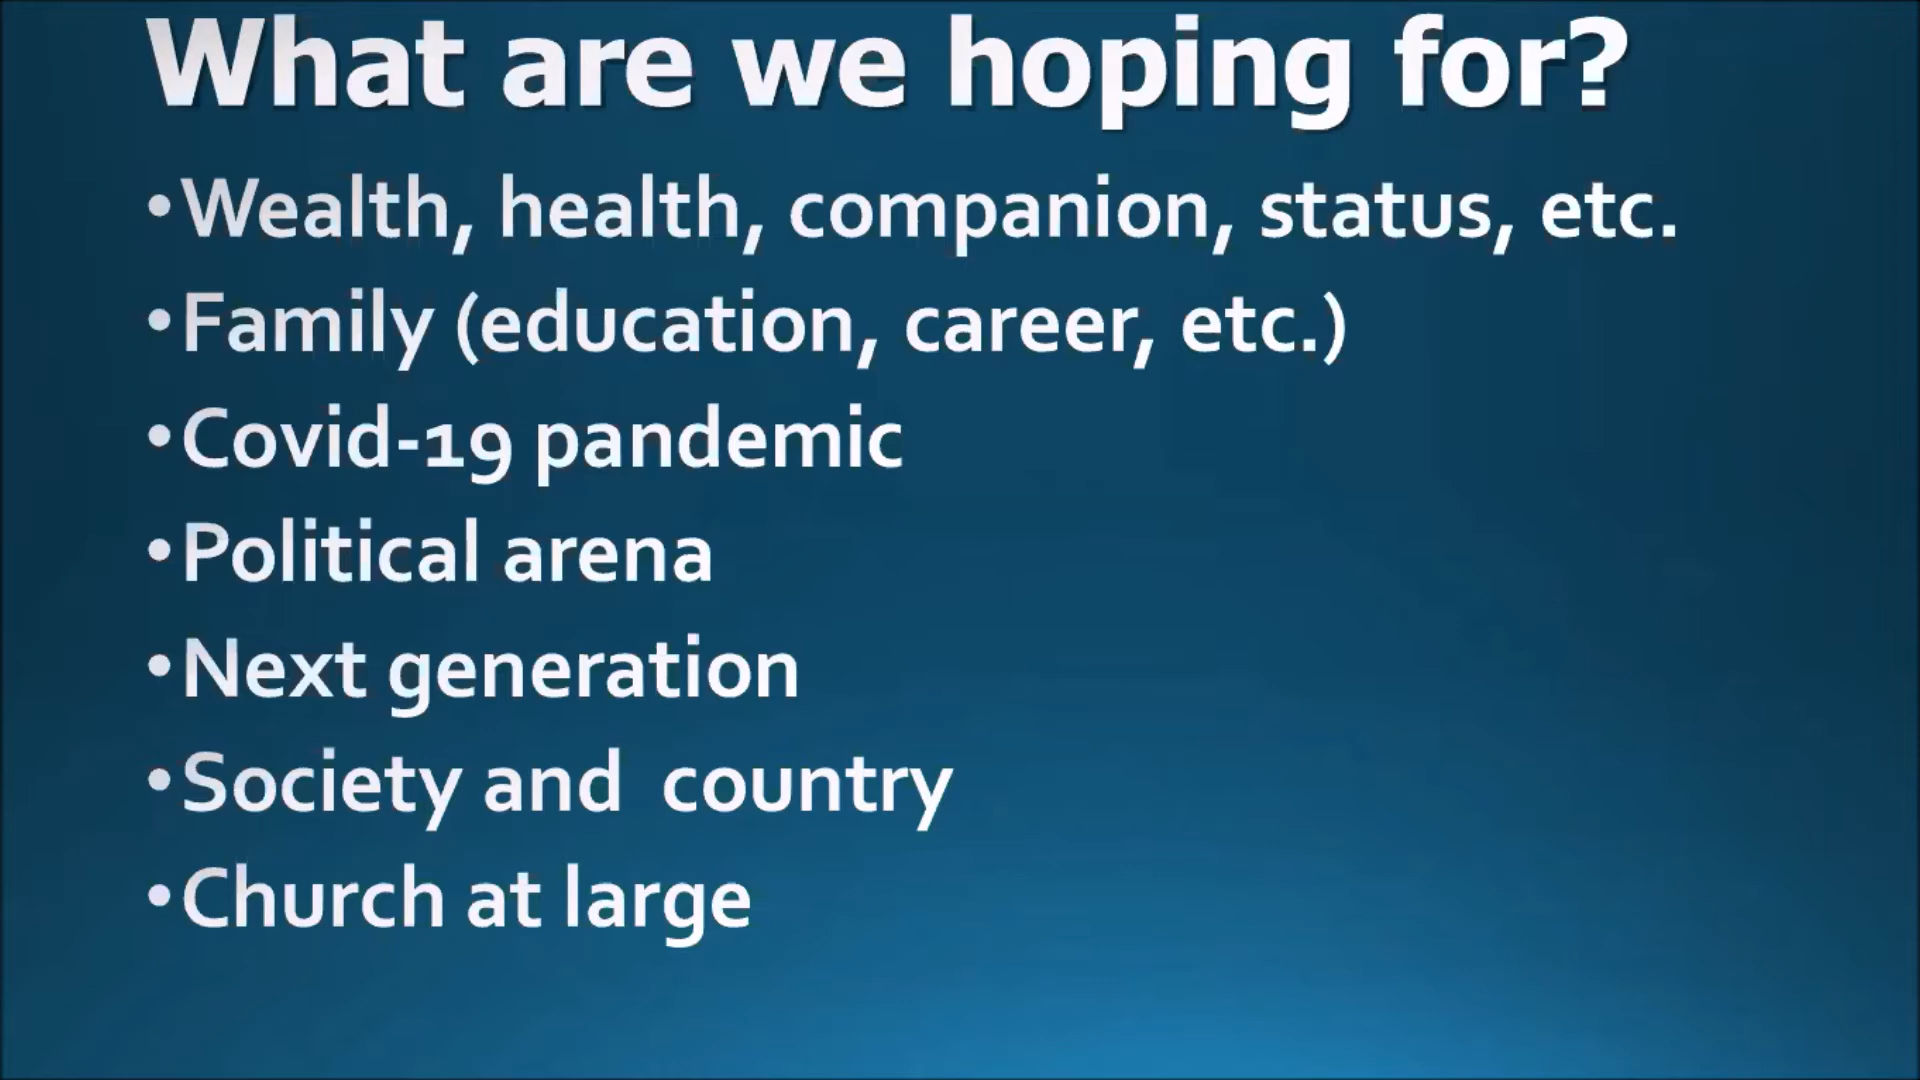 What are we hoping for?
•Wealth, health, companion, status, etc.
•Family (education, career, etc.)
•Covid-19 pandemic
•Political arena
•Next generation
•Society and  country
•Church at large